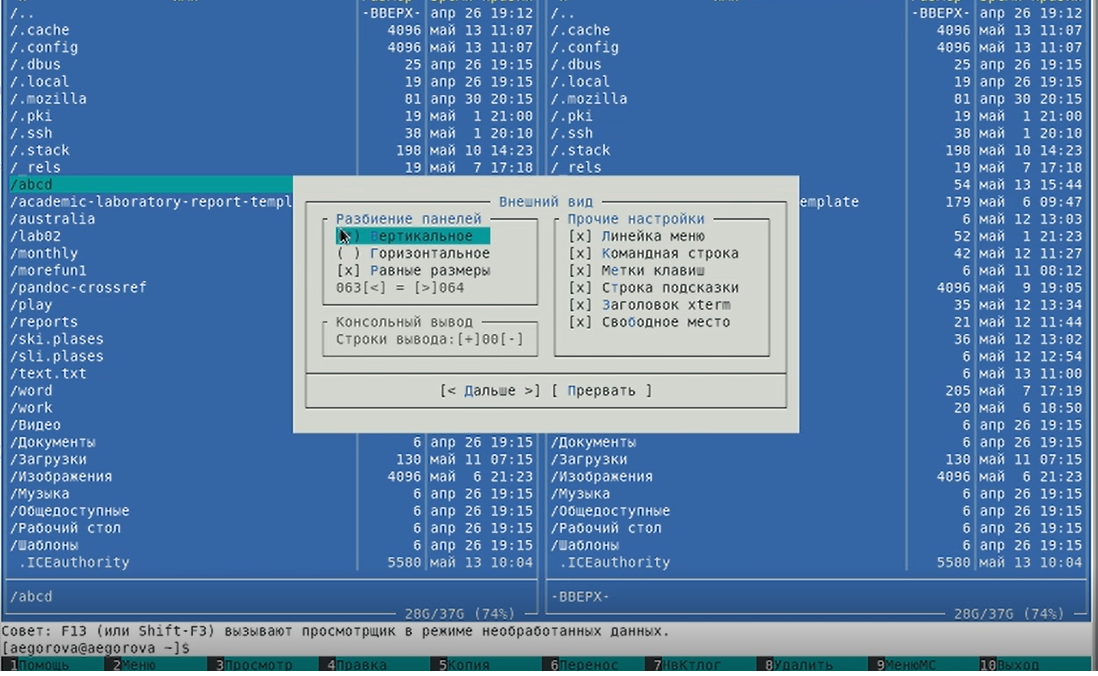 /.. -ВВЕРХ- апр 26 19:12
/.cache 4096 май 13 11:07
/.config 4096 май 13 11:07
/.dbus 25 апр 26 19:15
/.local 19 апр 26 19:15
/.mozilla 81 апр 30 20:15
/.pki 19 май 1 21:00
/.ssh 38 май 1 20:10
/.stack 198 май 10 14:23
/_rels 19 май 7 17:18
/abcd
/academic-laboratory-report-templ
/australia
/lab02
/monthly
/morefun1
/pandoc-crossref
/play
/reports
/ski.plases
/sli.plases
/text.txt
/word
/work
/Видео
/Документы 6 апр 26 19:15
/Загрузки 130 май 11 07:15
/Изображения 4096 май 6 21:23
/Музыка 6 апр 26 19:15
/Общедоступные 6 апр 26 19:15
/Рабочий стол 6 апр 26 19:15
/Шаблоны 6 апр 26 19:15
.ICEauthority 5580 май 13 10:04
/abcd
28G/37G (74%)
/.. -ВВЕРХ- апр 26 19:12
/.cache 4096 май 13 11:07
/.config 4096 май 13 11:07
/.dbus 25 апр 26 19:15
/.local 19 апр 26 19:15
/.mozilla 81 апр 30 20:15
/.pki 19 май 1 21:00
/.ssh 38 май 1 20:10
/.stack 198 май 10 14:23
/_rels 19 май 7 17:18
54 май 13 15:44
emplate 179 май 6 09:47
6 май 12 13:03
52 май 1 21:23
42 май 12 11:27
6 май 11 08:12
4096 май 9 19:05
35 май 12 13:34
21 май 12 11:44
36 май 12 13:02
6 май 12 12:54
6 май 13 11:00
205 май 7 17:19
20 май 6 18:50
6 апр 26 19:15
/Документы 6 апр 26 19:15
/Загрузки 130 май 11 07:15
/Изображения 4096 май 6 21:23
/Музыка 6 апр 26 19:15
/Общедоступные 6 апр 26 19:15
/Рабочий стол 6 апр 26 19:15
/Шаблоны 6 апр 26 19:15
.ICEauthority 5580 май 13 10:04
-ВВЕРХ-
28G/37G (74%)
Внешний вид
Разбиение панелей
Вертикальное
( ) Горизонтальное
[x] Равные размеры
063[<] = [>]064
Консольный вывод
Строки вывода:[+]00[-]
Прочие настройки
[x] Линейка меню
[x] Командная строка
[x] Метки клавиш
[x] Строка подсказки
[x] Заголовок xterm
[x] Свободное место
[< Дальше >] [ Прервать ]
Совет: F13 (или Shift-F3) вызывают просмотрщик в режиме необработанных данных.
[aegorova@aegorova ~]$
1Помощь 2Меню 3Просмотр 4Правка 5Копия 6Перенос 7НвКтлог 8Удалить 9МенюMC 10Выход